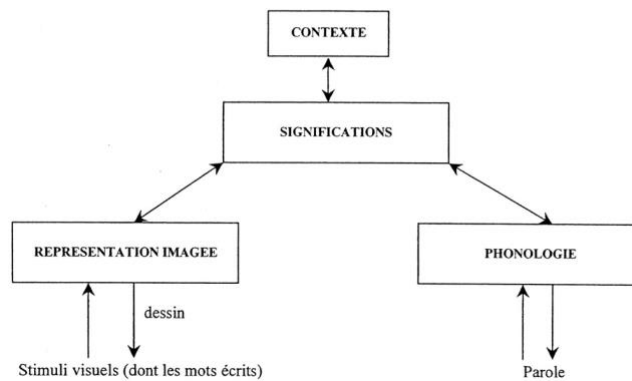 CONTEXTE
SIGNIFICATIONS
REPRESENTATION IMAGEE
PHONOLOGIE
dessin
Stimuli visuels (dont les mots écrits)
Parole